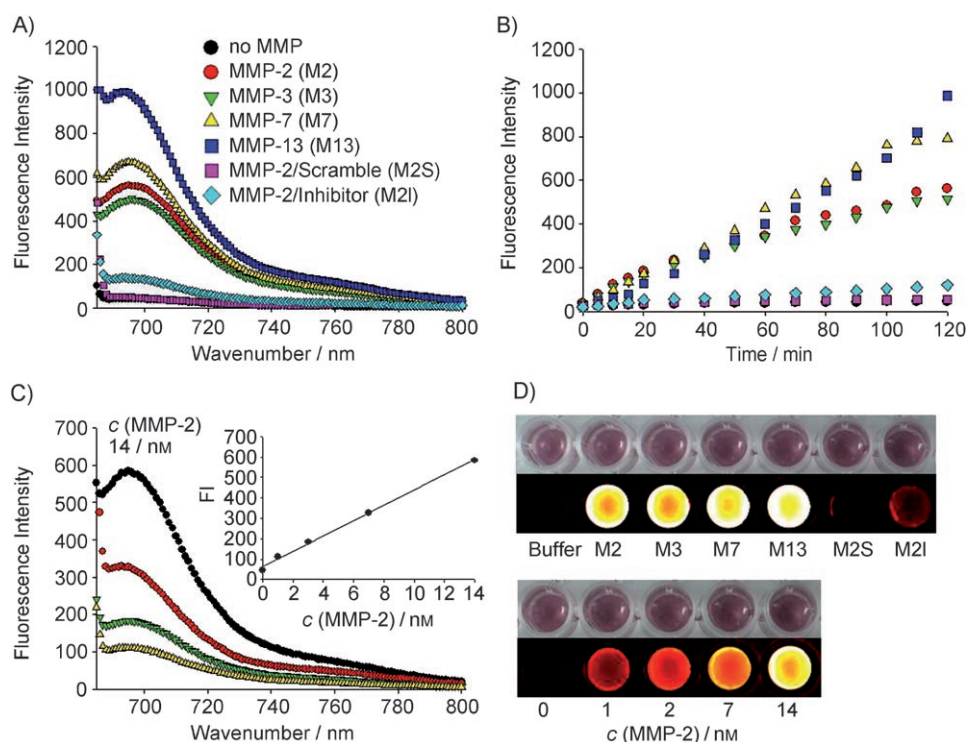 A)
1200
1000
800
600
400
200
0
Fluorescence Intensity
700 720 740 760 780 800
Wavenumber / nm
no MMP
MMP-2 (M2)
MMP-3 (M3)
MMP-7 (M7)
MMP-13 (M13)
MMP-2/Scramble (M2S)
MMP-2/Inhibitor (M2I)
B)
1200
1000
800
600
400
200
0
Fluorescence Intensity
0 20 40 60 80 100 120
Time / min
C)
700
600
500
400
300
200
100
0
Fluorescence Intensity
700 720 740 760 780 800
Wavenumber / nm
c (MMP-2)
14 / nM
700
600
500
400
300
200
100
0
FI
0 2 4 6 8 10 12 14
c (MMP-2) / nM
D)
Buffer M2 M3 M7 M13 M2S M2I
0 1 2 7 14
c (MMP-2) / nM